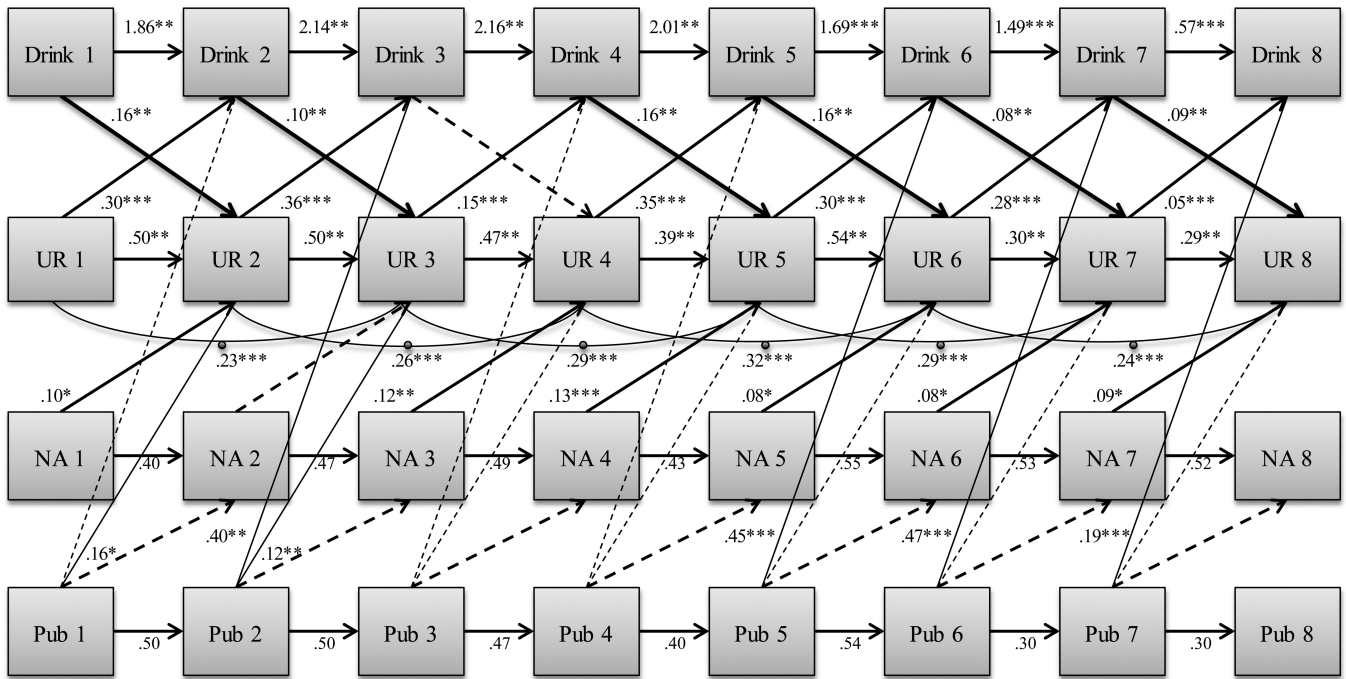 1.86** 2.14** 2.16** 2.01** 1.69*** 1.49*** .57***
Drink 1 Drink 2 Drink 3 Drink 4 Drink 5 Drink 6 Drink 7 Drink 8
.16** .10** .16** .16** .08** .09**
.30*** .36*** .15*** .35*** .30*** .28*** .05***
.50** .50** .47** .39** .54** .30** .29**
UR 1 UR 2 UR 3 UR 4 UR 5 UR 6 UR 7 UR 8
.23*** .26*** .29*** .32*** .29*** .24***
.10* .12** .13*** .08* .08* .09*
NA 1 NA 2 NA 3 NA 4 NA 5 NA 6 NA 7 NA 8
.40 .47 .49 .43 .55 .53 .52
.40** .45*** .47*** .19***
.16* .12**
Pub 1 Pub 2 Pub 3 Pub 4 Pub 5 Pub 6 Pub 7 Pub 8
.50 .50 .47 .40 .54 .30 .30